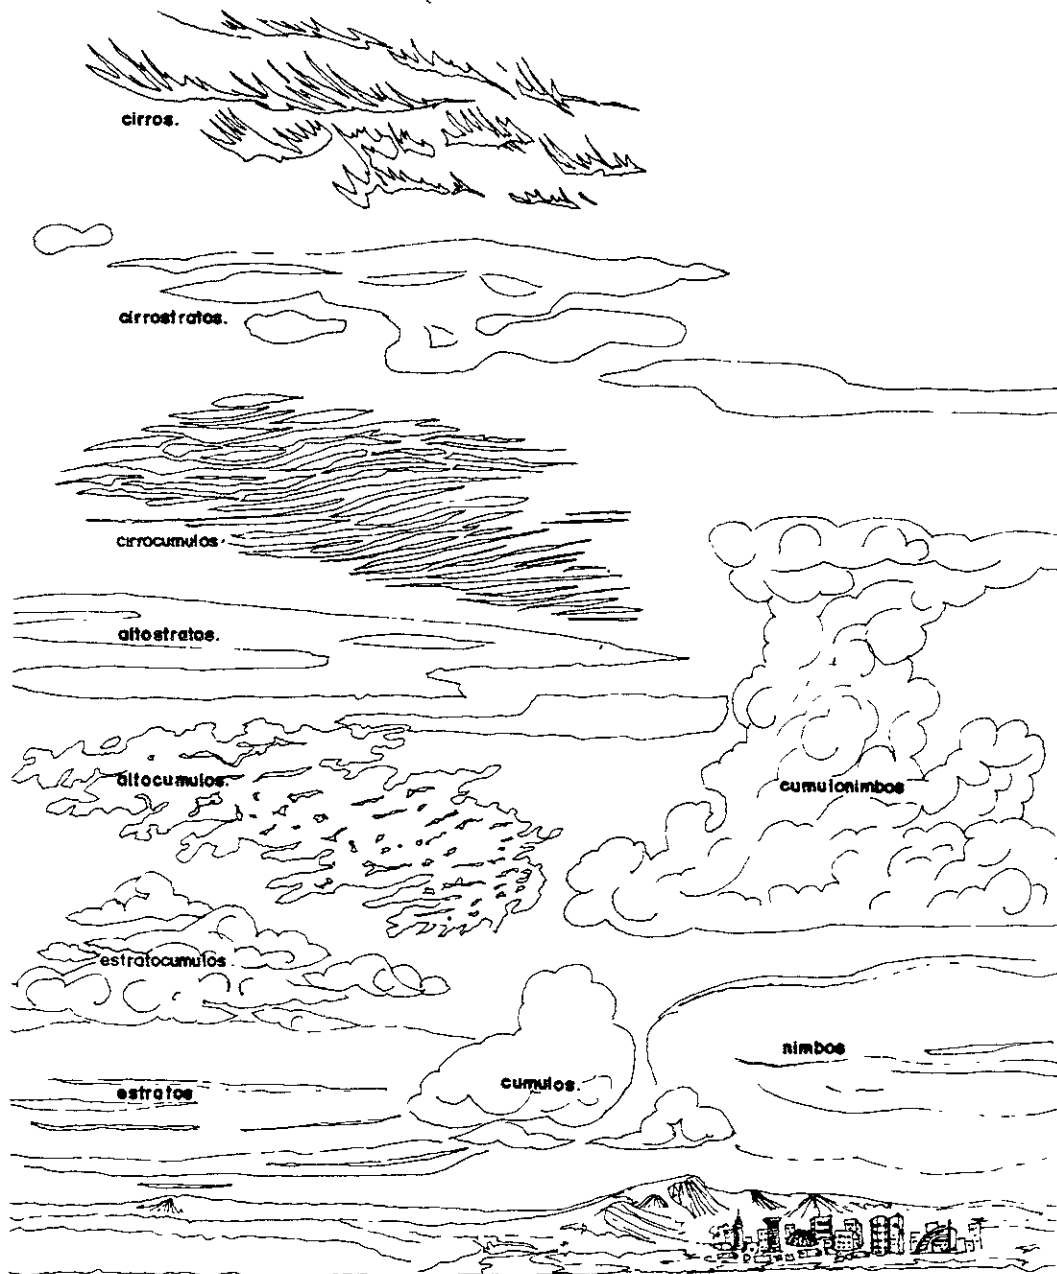 cirros.
cirrostratos.
cirrocumulos.
altostratos.
altocumulos.
cumulonimbos
estratocumulos.
nimbos
estratos
cumulos.